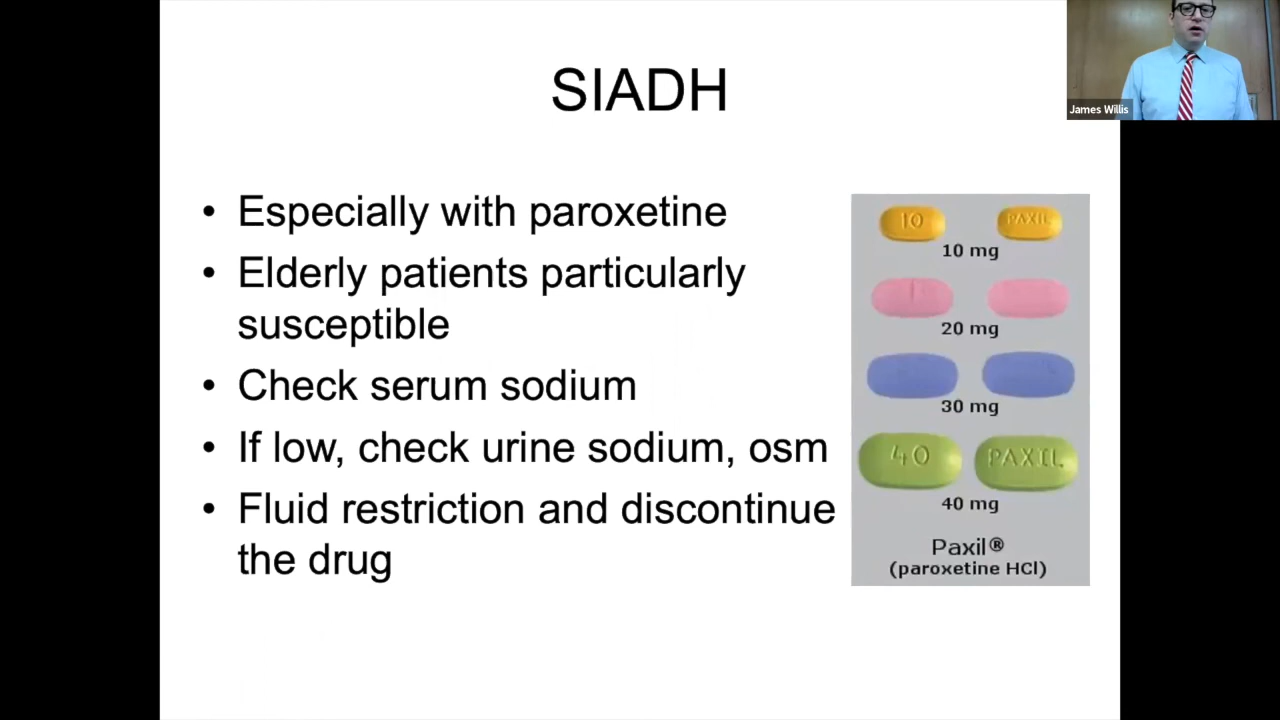 SIADH
James Willis
• Especially with paroxetine
• Elderly patients particularly
susceptible
• Check serum sodium
• If low, check urine sodium, osm
• Fluid restriction and discontinue
the drug
10 PAXIL
10 mg
20 mg
30 mg
40 PAXIL
40 mg
Paxil®
(paroxetine HCl)